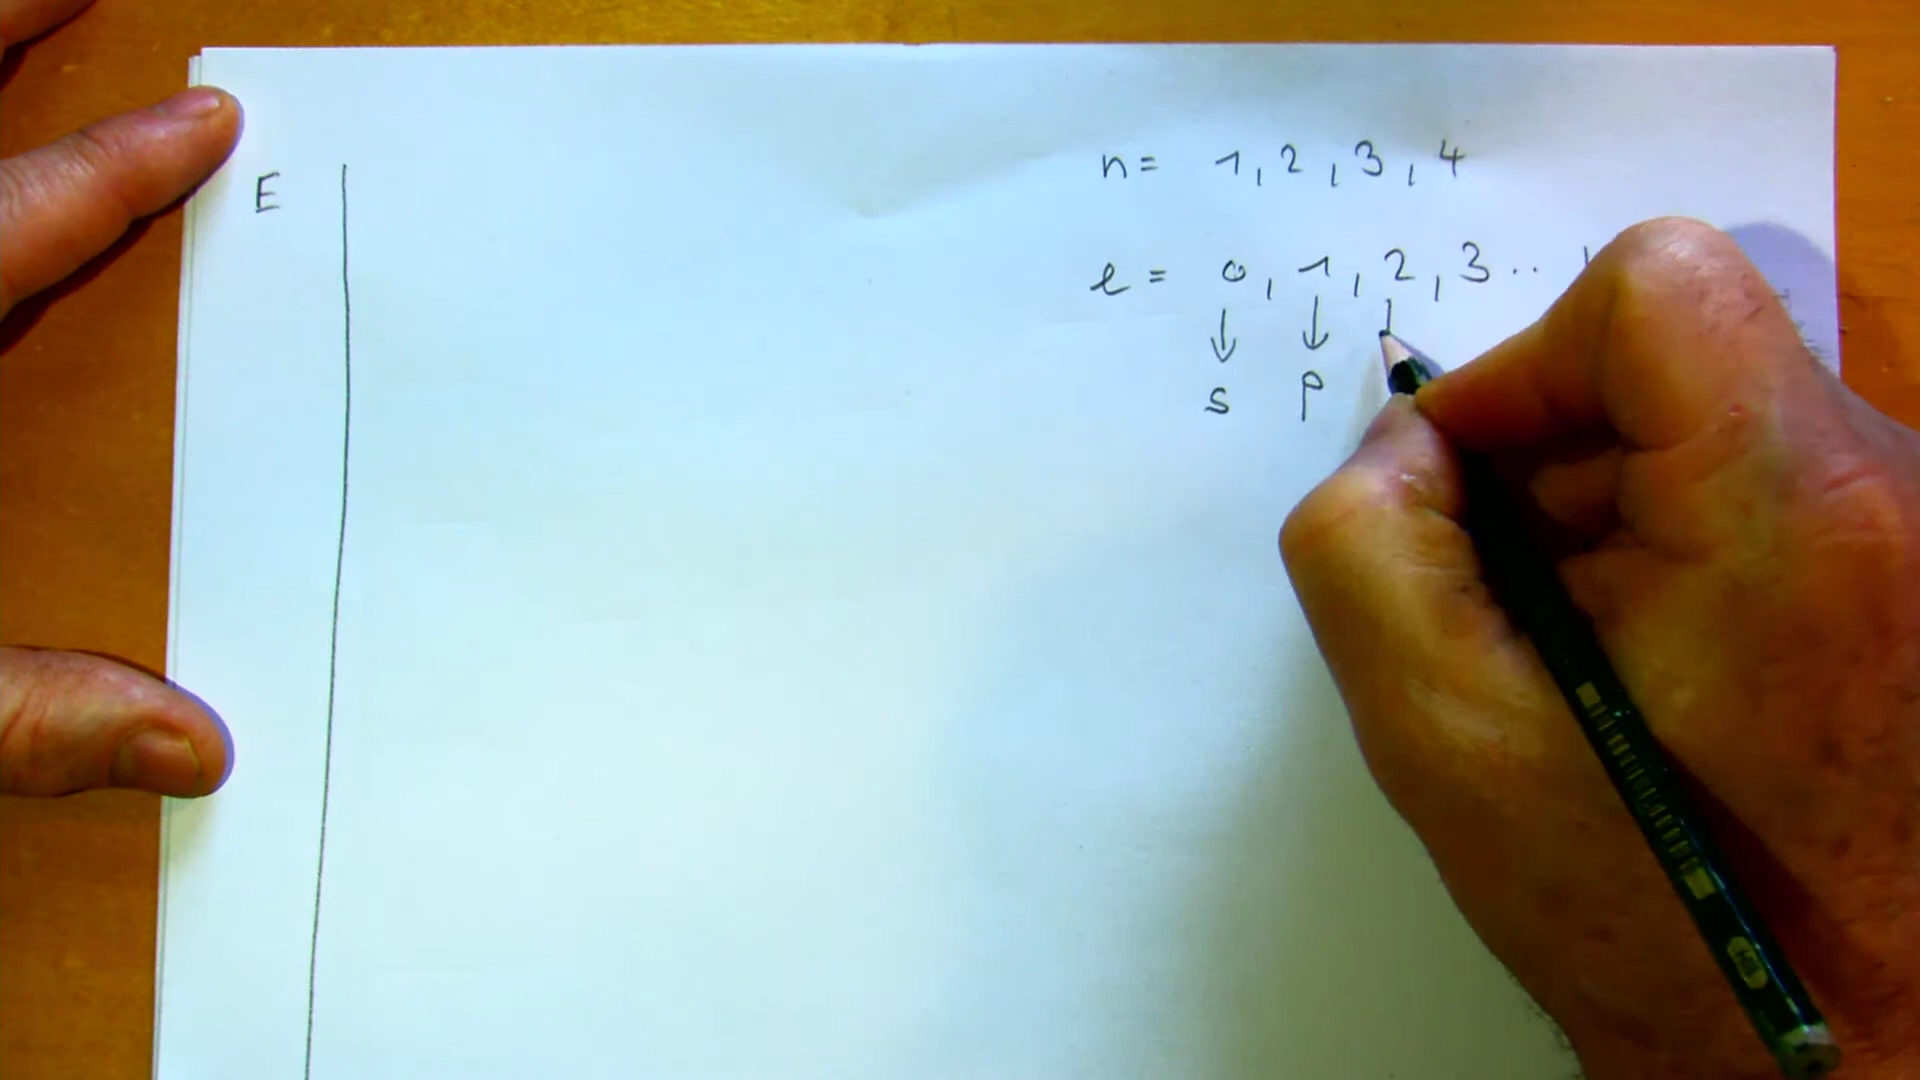 n= 1, 2, 3, 4
E
l = 0, 1, 2, 3 ..
↓ ↓
s p